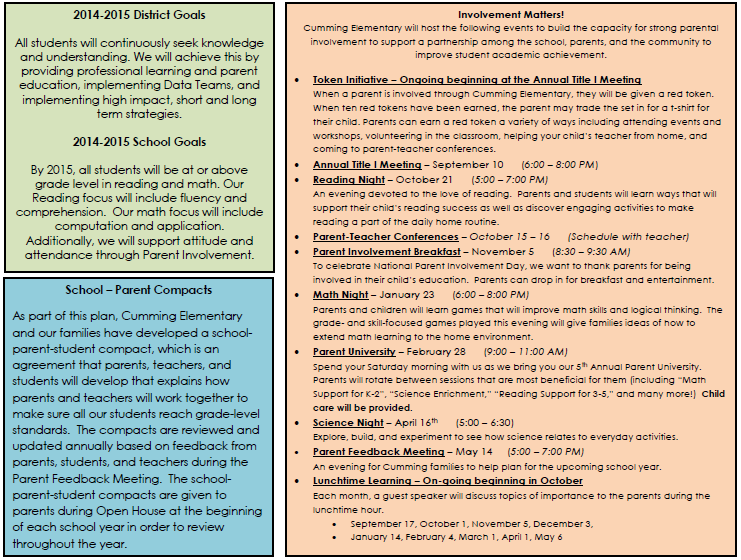 2014-2015 District Goals
All students will continuously seek knowledge
and understanding. We will achieve this by
providing professional learning and parent
education, implementing Data Teams, and
implementing high impact, short and long
term strategies.
2014-2015 School Goals
By 2015, all students will be at or above
grade level in reading and math. Our
Reading focus will include fluency and
comprehension. Our math focus will include
computation and application.
Additionally, we will support attitude and
attendance through Parent Involvement.
School – Parent Compacts
As part of this plan, Cumming Elementary
and our families have developed a school-
parent-student compact, which is an
agreement that parents, teachers, and
students will develop that explains how
parents and teachers will work together to
make sure all our students reach grade-level
standards. The compacts are reviewed and
updated annually based on feedback from
parents, students, and teachers during the
Parent Feedback Meeting. The school-
parent-student compacts are given to
parents during Open House at the beginning
of each school year in order to review
throughout the year.
Involvement Matters!
Cumming Elementary will host the following events to build the capacity for strong parental
involvement to support a partnership among the school, parents, and the community to
improve student academic achievement.
• Token Initiative – Ongoing beginning at the Annual Title I Meeting
When a parent is involved through Cumming Elementary, they will be given a red token.
When ten red tokens have been earned, the parent may trade the set in for a t-shirt for
their child. Parents can earn a red token a variety of ways including attending events and
workshops, volunteering in the classroom, helping your child's teacher from home, and
coming to parent-teacher conferences.
• Annual Title I Meeting – September 10 (6:00 – 8:00 PM)
• Reading Night – October 21 (5:00 – 7:00 PM)
An evening devoted to the love of reading. Parents and students will learn ways that will
support their child's reading success as well as discover engaging activities to make
reading a part of the daily home routine.
• Parent-Teacher Conferences – October 15 – 16 (Schedule with teacher)
• Parent Involvement Breakfast – November 5 (8:30 – 9:30 AM)
To celebrate National Parent Involvement Day, we want to thank parents for being
involved in their child's education. Parents can drop in for breakfast and entertainment.
• Math Night – January 23 (6:00 – 8:00 PM)
Parents and children will learn games that will improve math skills and logical thinking. The
grade- and skill-focused games played this evening will give families ideas of how to
extend math learning to the home environment.
• Parent University – February 28 (9:00 – 11:00 AM)
Spend your Saturday morning with us as we bring you our 5th Annual Parent University.
Parents will rotate between sessions that are most beneficial for them (including "Math
Support for K-2", "Science Enrichment," "Reading Support for 3-5," and many more!) Child
care will be provided.
• Science Night – April 16th (5:00 – 6:30)
Explore, build, and experiment to see how science relates to everyday activities.
• Parent Feedback Meeting – May 14 (5:00 – 7:00 PM)
An evening for Cumming families to help plan for the upcoming school year.
• Lunchtime Learning – On-going beginning in October
Each month, a guest speaker will discuss topics of importance to the parents during the
lunchtime hour.
• September 17, October 1, November 5, December 3,
• January 14, February 4, March 1, April 1, May 6